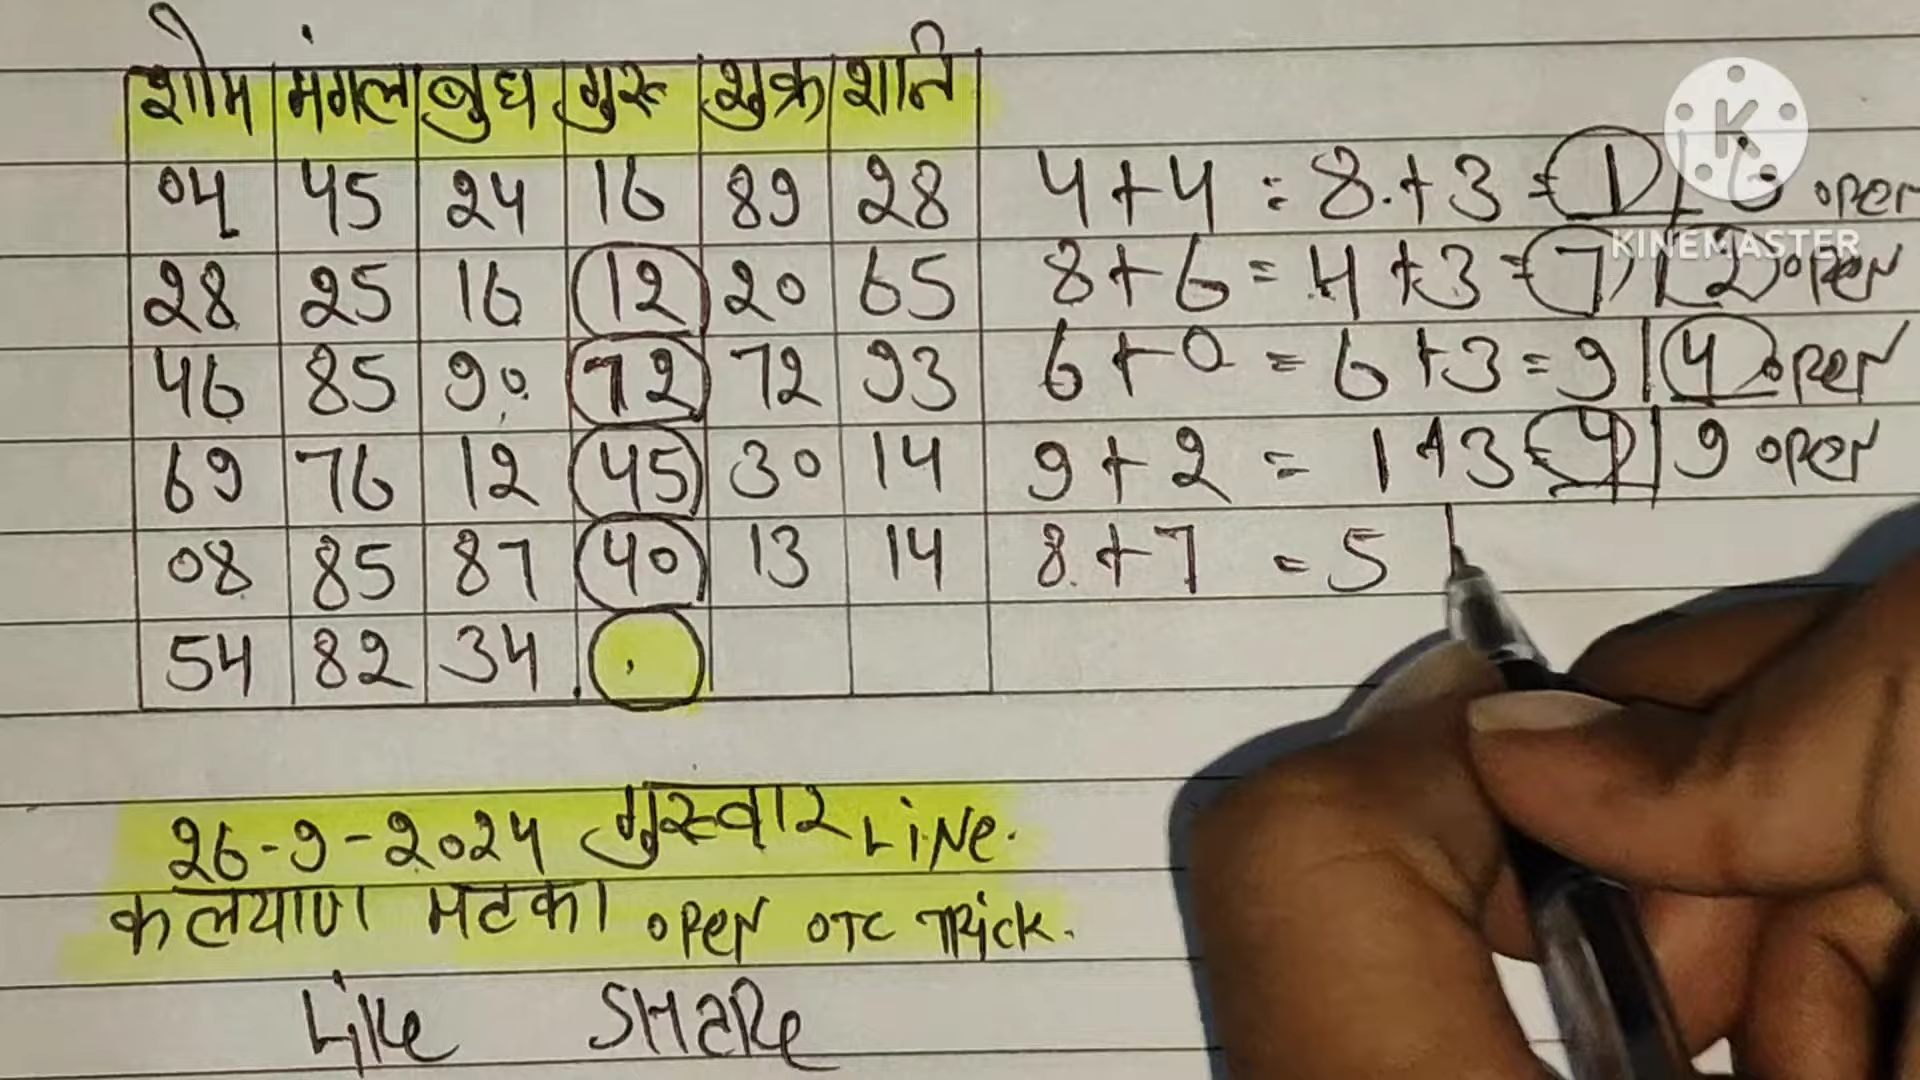 शोम मंगल बुध गुरु शुक्र शनि
04 45 24 16 89 28 4+4 = 8+3 = 1 | 6 open
28 25 16 12 20 65 8+6 = 4+3 = 7 | 2 open
46 85 90 72 72 93 6+0 = 6+3 = 9 | 4 open
69 76 12 45 30 14 9+2 = 1+3 = 4 | 9 open
08 85 87 40 13 14 8+7 = 5
54 82 34
26-9-2024 गुरुवार LiNe.
कलयाण मटका open OTC Trick.
Like SHARe
K
KINEMASTER